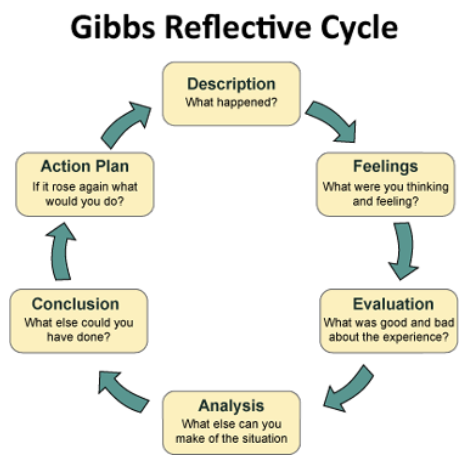 Gibbs Reflective Cycle
Description
What happened?
Feelings
What were you thinking
and feeling?
Evaluation
What was good and bad
about the experience?
Analysis
What else can you
make of the situation
Conclusion
What else could you
have done?
Action Plan
If it rose again what
would you do?